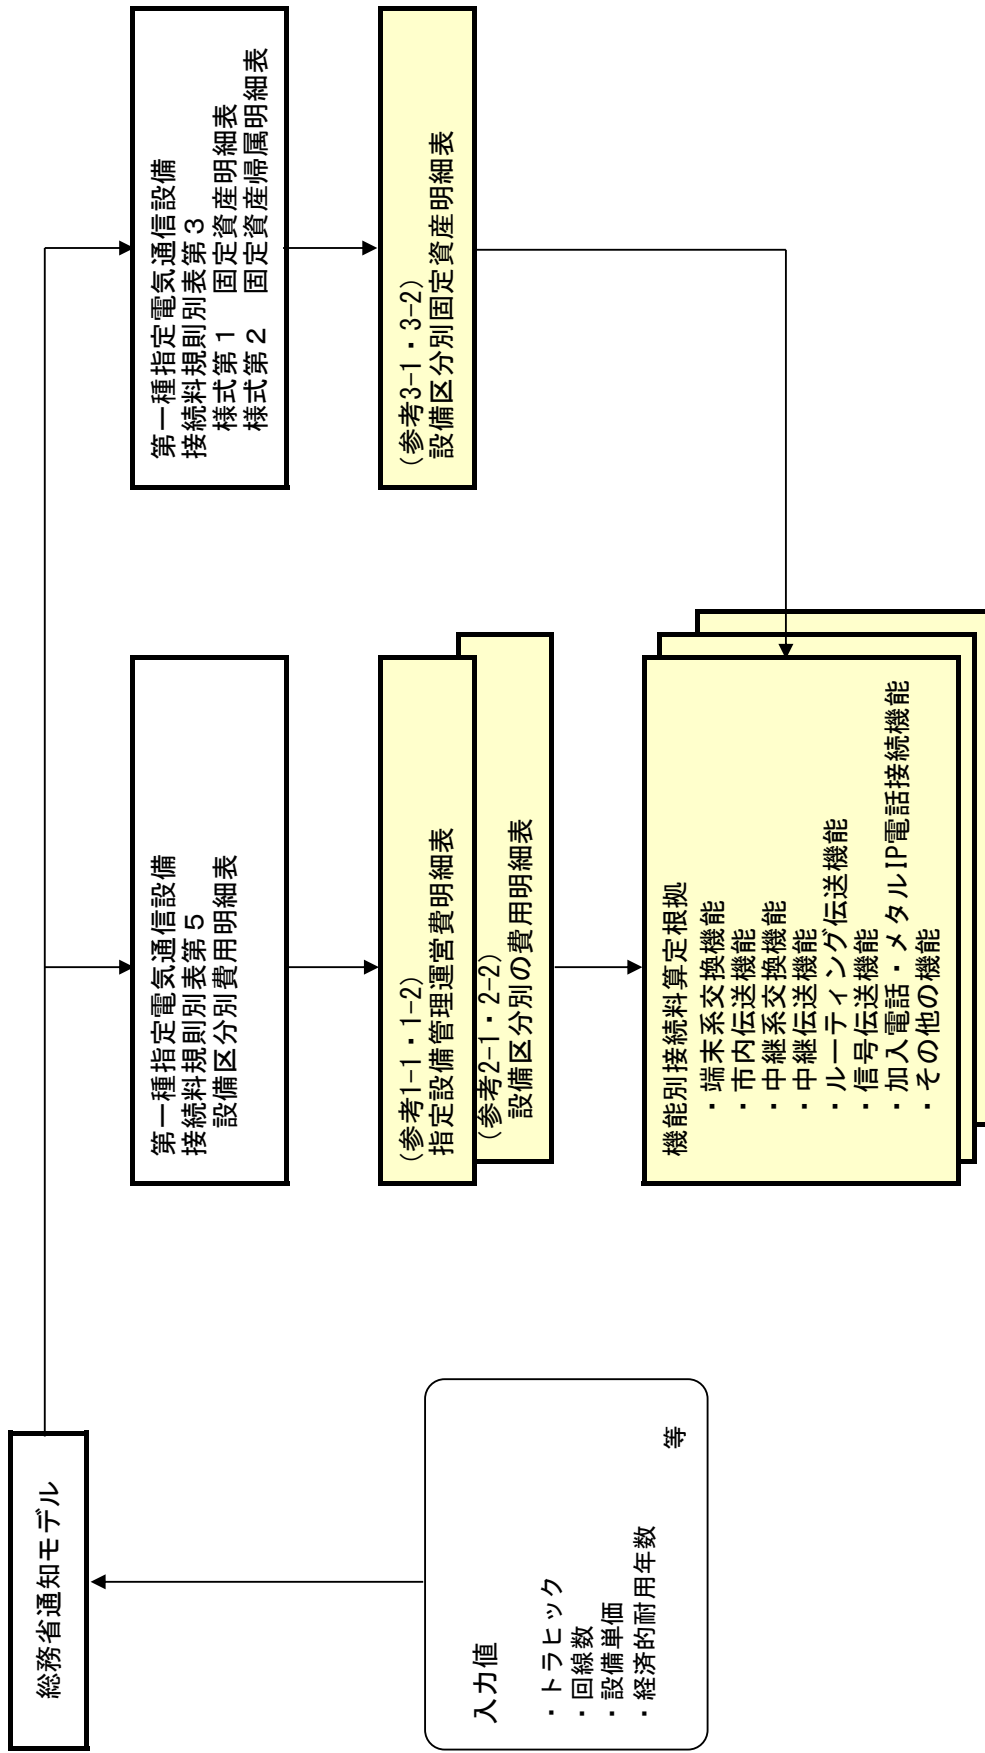 総務省通知モデル
入力値
・トラヒック
・回線数
・設備単価
・経済的耐用年数
等
第一種指定電気通信設備
接続料規則別表第５
設備区分別費用明細表
(参考1-1・1-2)
指定設備管理運営費明細表
(参考2-1・2-2)
設備区分別の費用明細表
機能別接続料算定根拠
・端末系交換機能
・市内伝送機能
・中継系交換機能
・中継伝送機能
・ルーティング伝送機能
・信号伝送機能
・加入電話・メタルIP電話接続機能
・その他の機能
第一種指定電気通信設備
接続料規則別表第３
様式第１　固定資産明細表
様式第２　固定資産帰属明細表
(参考3-1・3-2)
設備区分別固定資産明細表